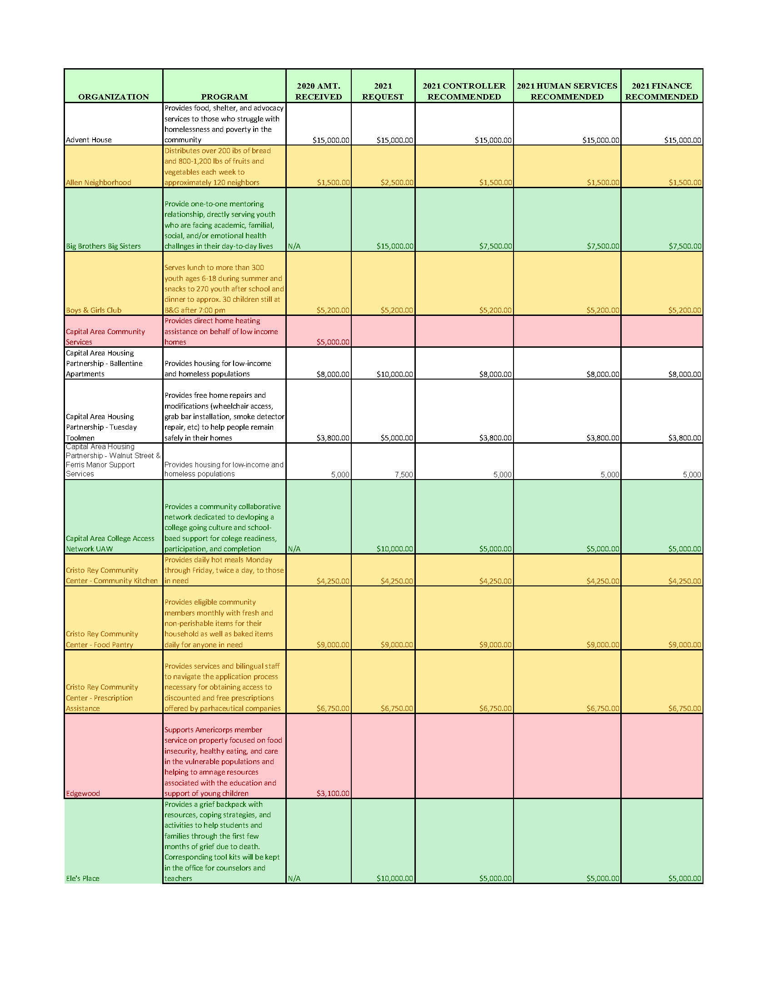 ORGANIZATION PROGRAM 2020 AMT. RECEIVED 2021 REQUEST 2021 CONTROLLER RECOMMENDED 2021 HUMAN SERVICES RECOMMENDED 2021 FINANCE RECOMMENDED
Provides food, shelter, and advocacy
services to those who struggle with
homelessness and poverty in the
Advent House community $15,000.00 $15,000.00 $15,000.00 $15,000.00 $15,000.00
Distributes over 200 ibs of bread
and 800-1,200 lbs of fruits and
vegetables each week to
Allen Neighborhood approximately 120 neighbors $1,500.00 $2,500.00 $1,500.00 $1,500.00 $1,500.00
Provide one-to-one mentoring
relationship, drectly serving youth
who are facing academic, familial,
social, and/or emotional health
Big Brothers Big Sisters challnges in their day-to-day lives N/A $15,000.00 $7,500.00 $7,500.00 $7,500.00
Serves lunch to more than 300
youth ages 6-18 during summer and
snacks to 270 youth after school and
dinner to approx. 30 children still at
Boys & Girls Club B&G after 7:00 pm $5,200.00 $5,200.00 $5,200.00 $5,200.00 $5,200.00
Provides direct home heating
Capital Area Community assistance on behalf of low income
Services homes $5,000.00
Capital Area Housing
Partnership - Ballentine Provides housing for low-income
Apartments and homeless populations $8,000.00 $10,000.00 $8,000.00 $8,000.00 $8,000.00
Provides free home repairs and
modifications (wheelchair access,
Capital Area Housing grab bar installation, smoke detector
Partnership - Tuesday repair, etc) to help people remain
Toolmen safely in their homes $3,800.00 $5,000.00 $3,800.00 $3,800.00 $3,800.00
Capital Area Housing
Partnership - Walnut Street &
Ferris Manor Support Provides housing for low-income and
Services homeless populations 5,000 7,500 5,000 5,000 5,000
Provides a community collaborative
network dedicated to devloping a
college going culture and school-
Capital Area College Access baed support for colege readiness,
Network UAW participation, and completion N/A $10,000.00 $5,000.00 $5,000.00 $5,000.00
Provides daily hot meals Monday
Cristo Rey Community through Friday, twice a day, to those
Center - Community Kitchen in need $4,250.00 $4,250.00 $4,250.00 $4,250.00 $4,250.00
Provides eligible community
members monthly with fresh and
non-perishable items for their
Cristo Rey Community household as well as baked items
Center - Food Pantry daily for anyone in need $9,000.00 $9,000.00 $9,000.00 $9,000.00 $9,000.00
Provides services and bilingual staff
to navigate the application process
Cristo Rey Community necessary for obtaining access to
Center - Prescription discounted and free prescriptions
Assistance offered by parhaceutical companies $6,750.00 $6,750.00 $6,750.00 $6,750.00 $6,750.00
Supports Americorps member
service on property focused on food
insecurity, healthy eating, and care
in the vulnerable populations and
helping to amnage resources
associated with the education and
Edgewood support of young children $3,100.00
Provides a grief backpack with
resources, coping strategies, and
activities to help students and
families through the first few
months of grief due to death.
Corresponding tool kits will be kept
in the office for counselors and
Ele's Place teachers N/A $10,000.00 $5,000.00 $5,000.00 $5,000.00